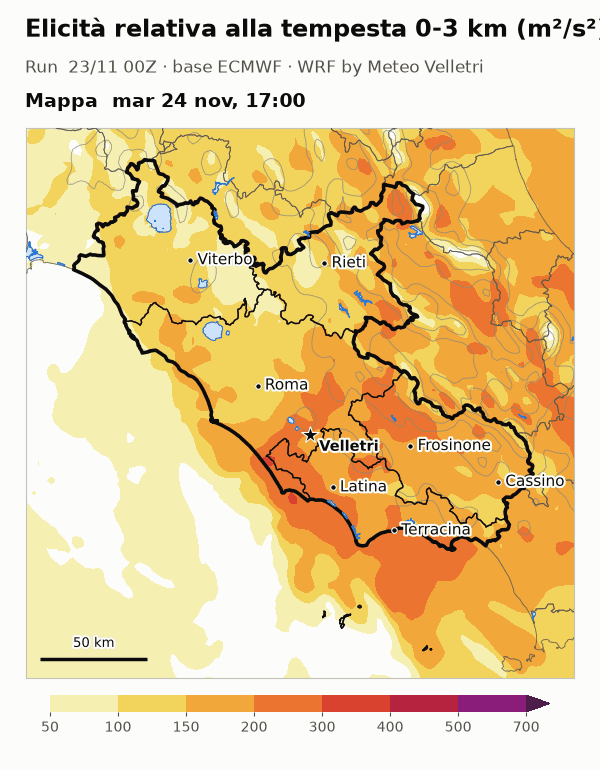 Elicità relativa alla tempesta 0-3 km (m²/s²)
Run  23/11 00Z · base ECMWF · WRF by Meteo Velletri
Mappa  mar 24 nov, 17:00
Viterbo
Rieti
Roma
Velletri
Frosinone
Cassino
Latina
Terracina
50 km
50 100 150 200 300 400 500 700